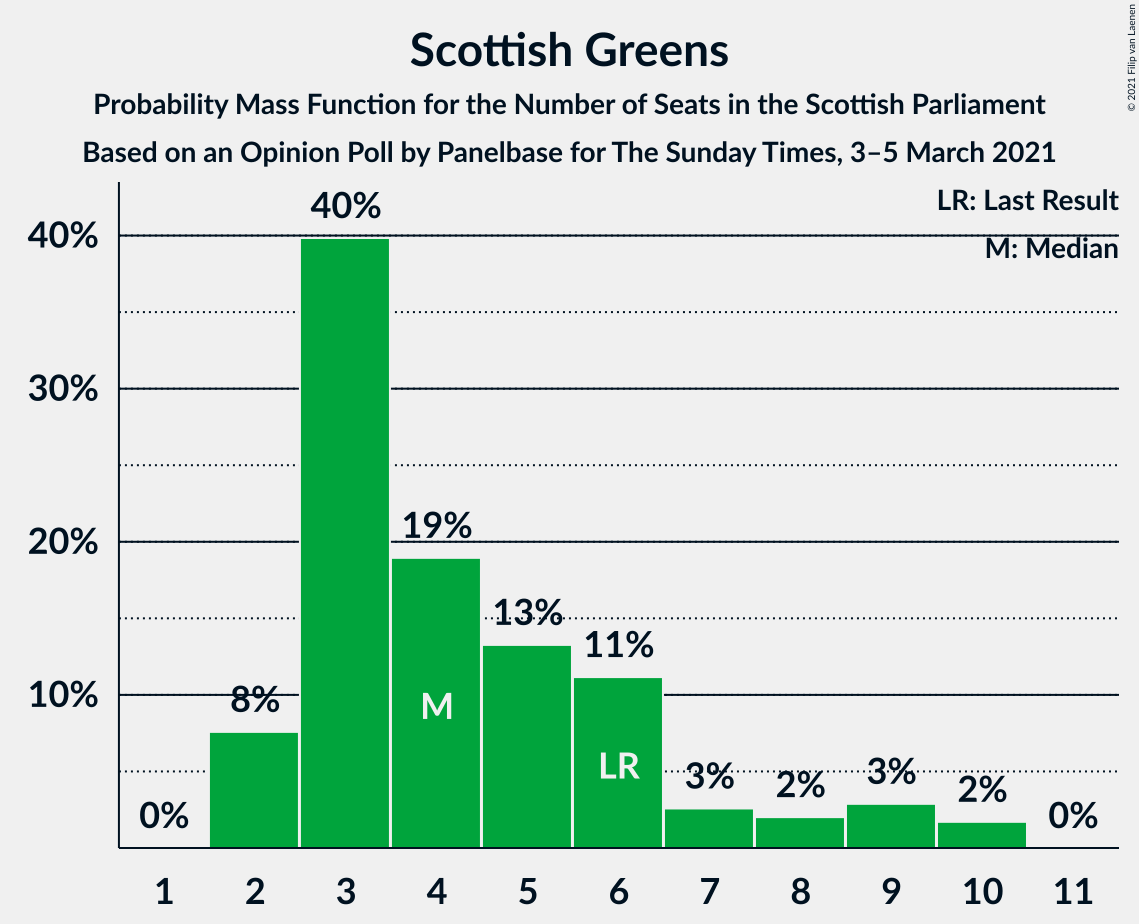 Scottish Greens
Probability Mass Function for the Number of Seats in the Scottish Parliament
Based on an Opinion Poll by Panelbase for The Sunday Times, 3–5 March 2021
© 2021 Filip van Laenen
LR: Last Result
M: Median
40%
30%
20%
10%
0%
8%
40%
19%
13%
11%
3%
2%
3%
2%
0%
M
LR
1 2 3 4 5 6 7 8 9 10 11